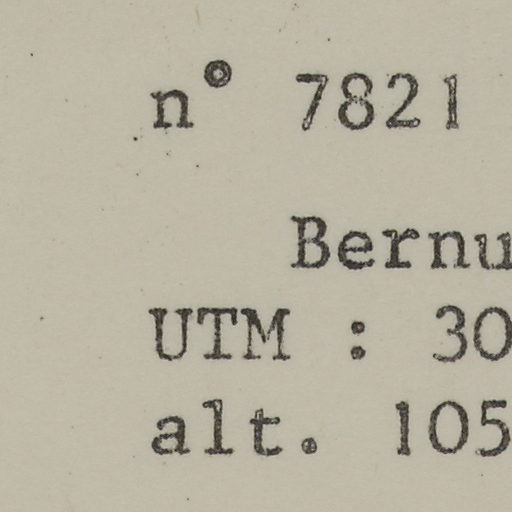 n° 7821
Bernu
UTM : 30
alt. 105